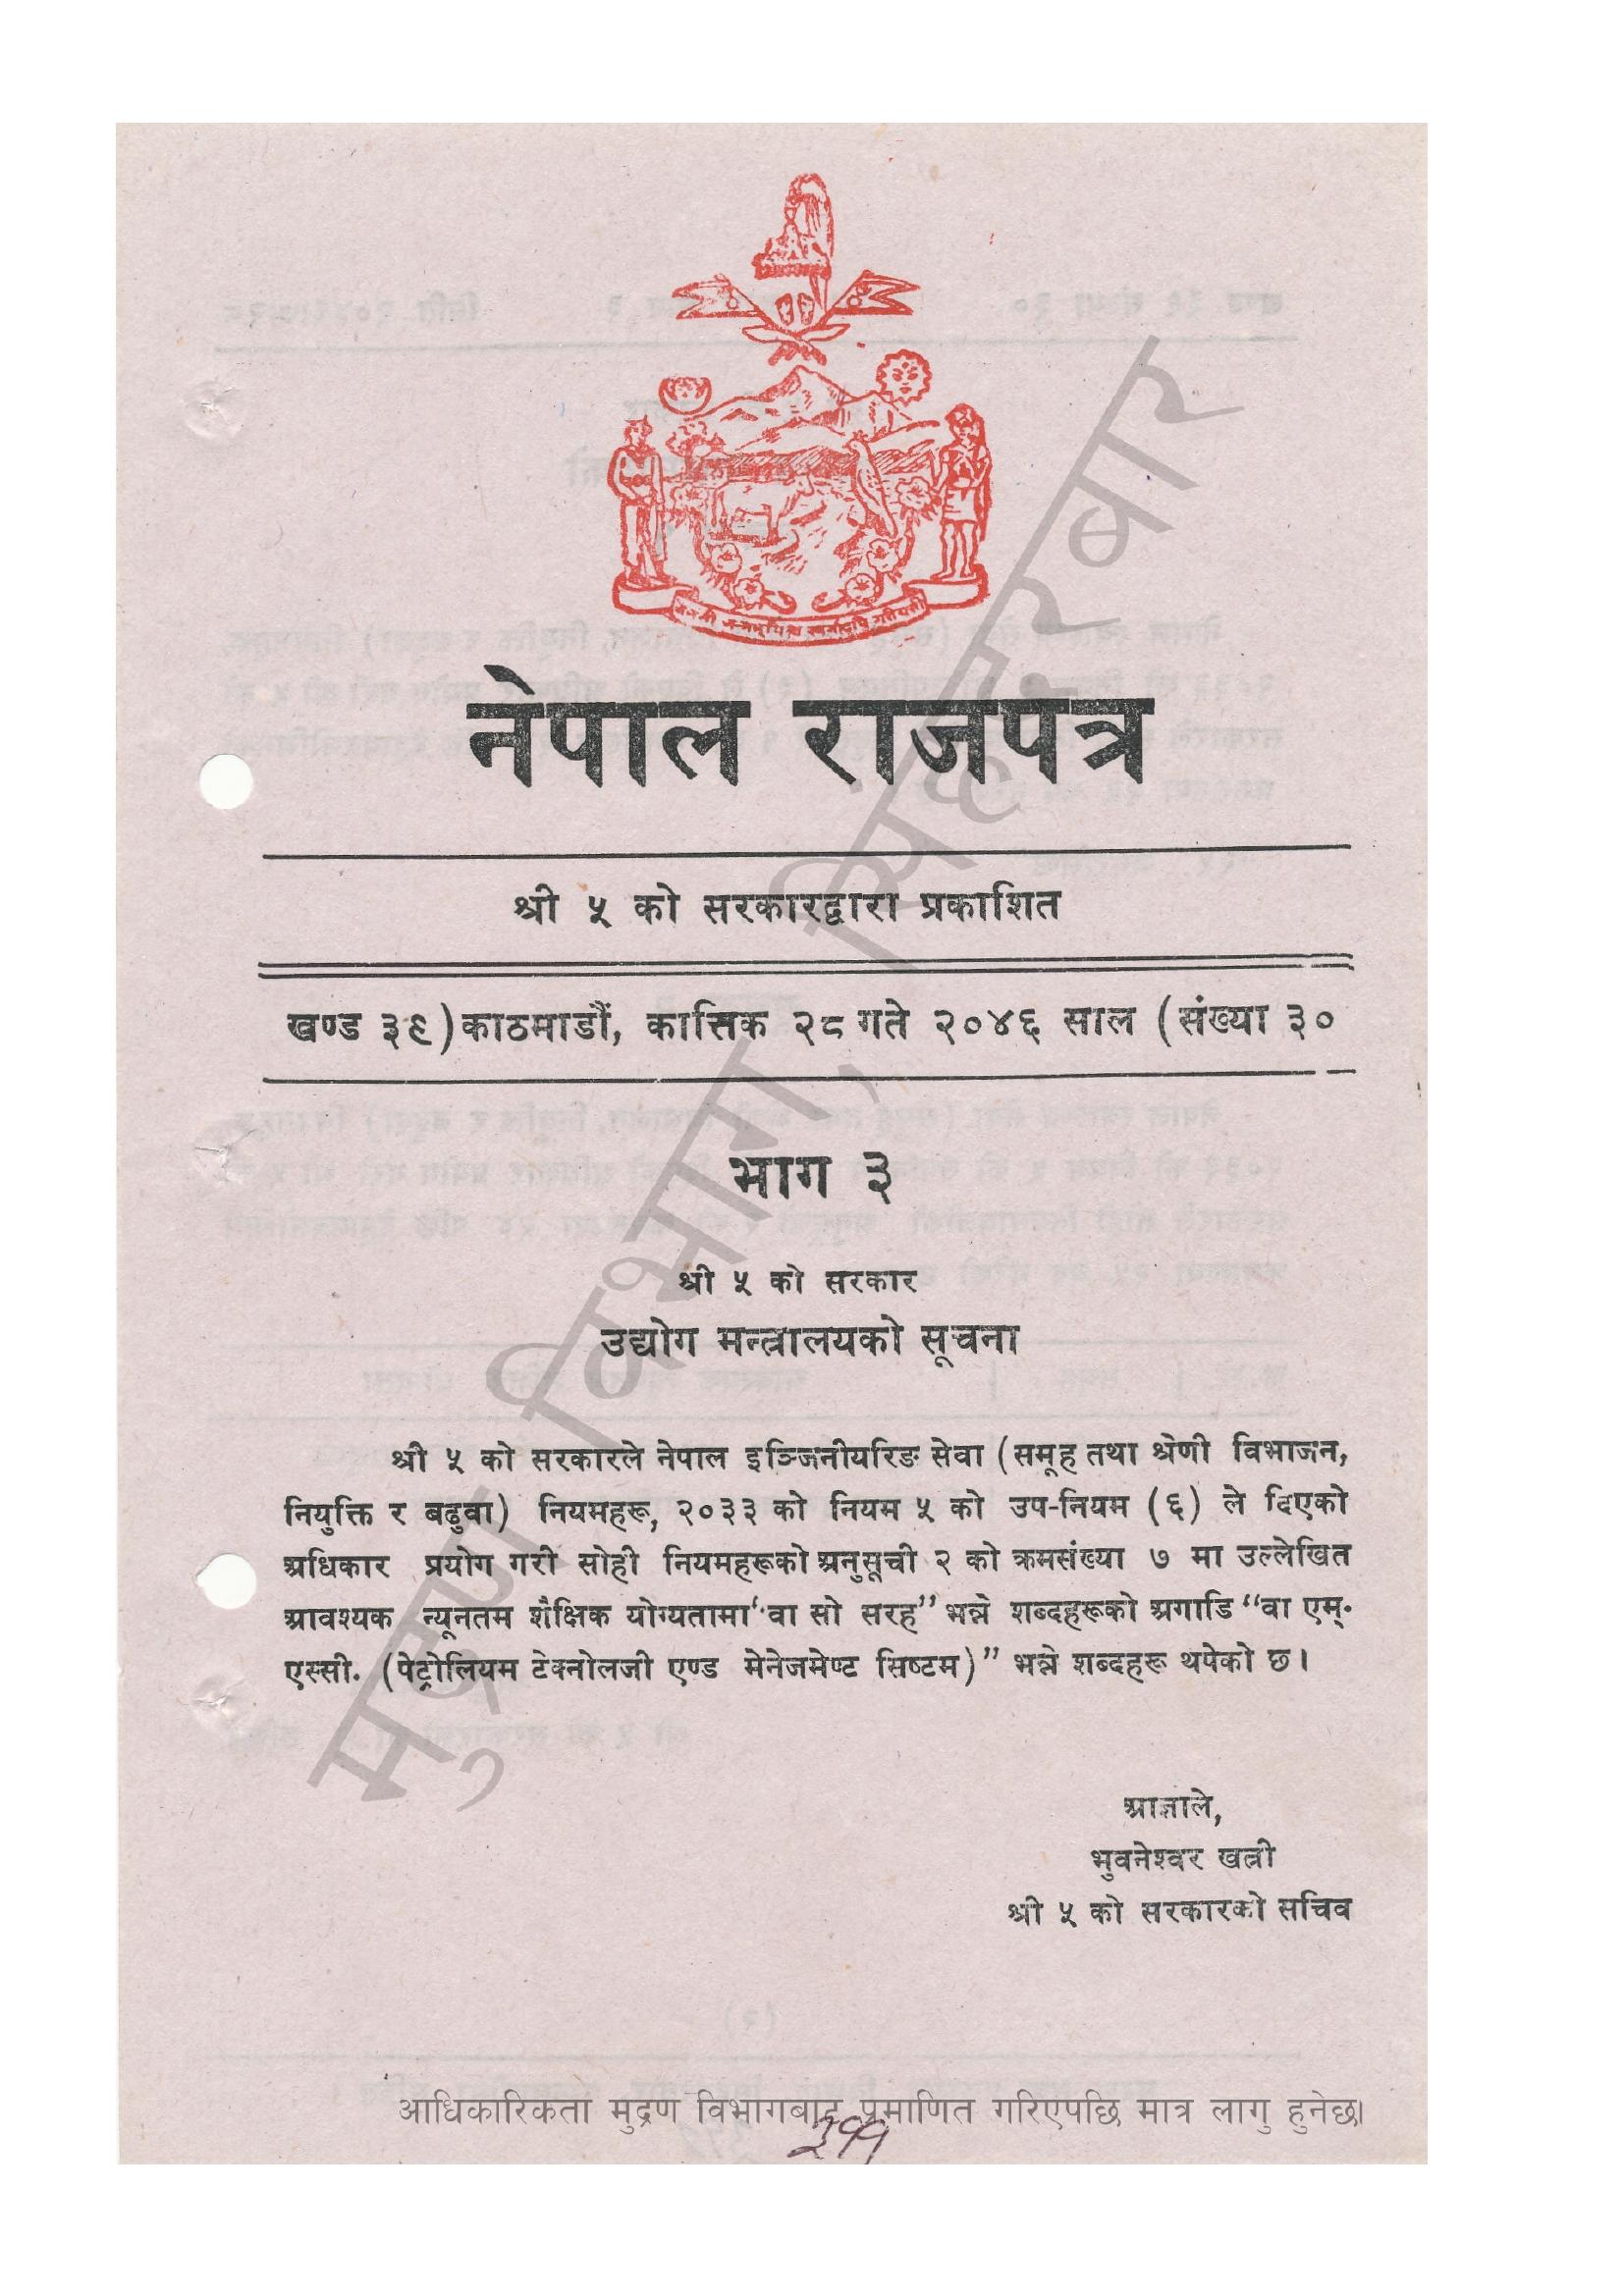 नेपाल राजपत्र
श्री ५ को सरकारद्वारा प्रकाशित
खण्ड ३९) काठमाडौं, कात्तिक २८ गते २०४६ साल (संख्या ३०
भाग ३
श्री ५ को सरकार
उद्योग मन्त्रालयको सूचना
श्री ५ को सरकारले नेपाल इञ्जिनीयरिङ सेवा (समूह तथा श्रेणी विभाजन,
नियुक्ति र बढुवा) नियमहरू, २०३३ को नियम ५ को उप-नियम (६) ले दिएको
अधिकार प्रयोग गरी सोही नियमहरूको अनुसूची २ को क्रमसंख्या ७ मा उल्लेखित
आवश्यक न्यूनतम शैक्षिक योग्यतामा “वा सो सरह” भन्ने शब्दहरूको अगाडि “वा एम्.
एस्सी. (पेट्रोलियम टेक्नोलजी एण्ड मेनेजमेण्ट सिष्टम)” भन्ने शब्दहरू थपेको छ।
आज्ञाले,
भुवनेश्वर खत्री
श्री ५ को सरकारको सचिव
मुद्रण विभाग, सिंहदरबार
आधिकारिकता मुद्रण विभागबाट प्रमाणित गरिएपछि मात्र लागु हुनेछ।
३११